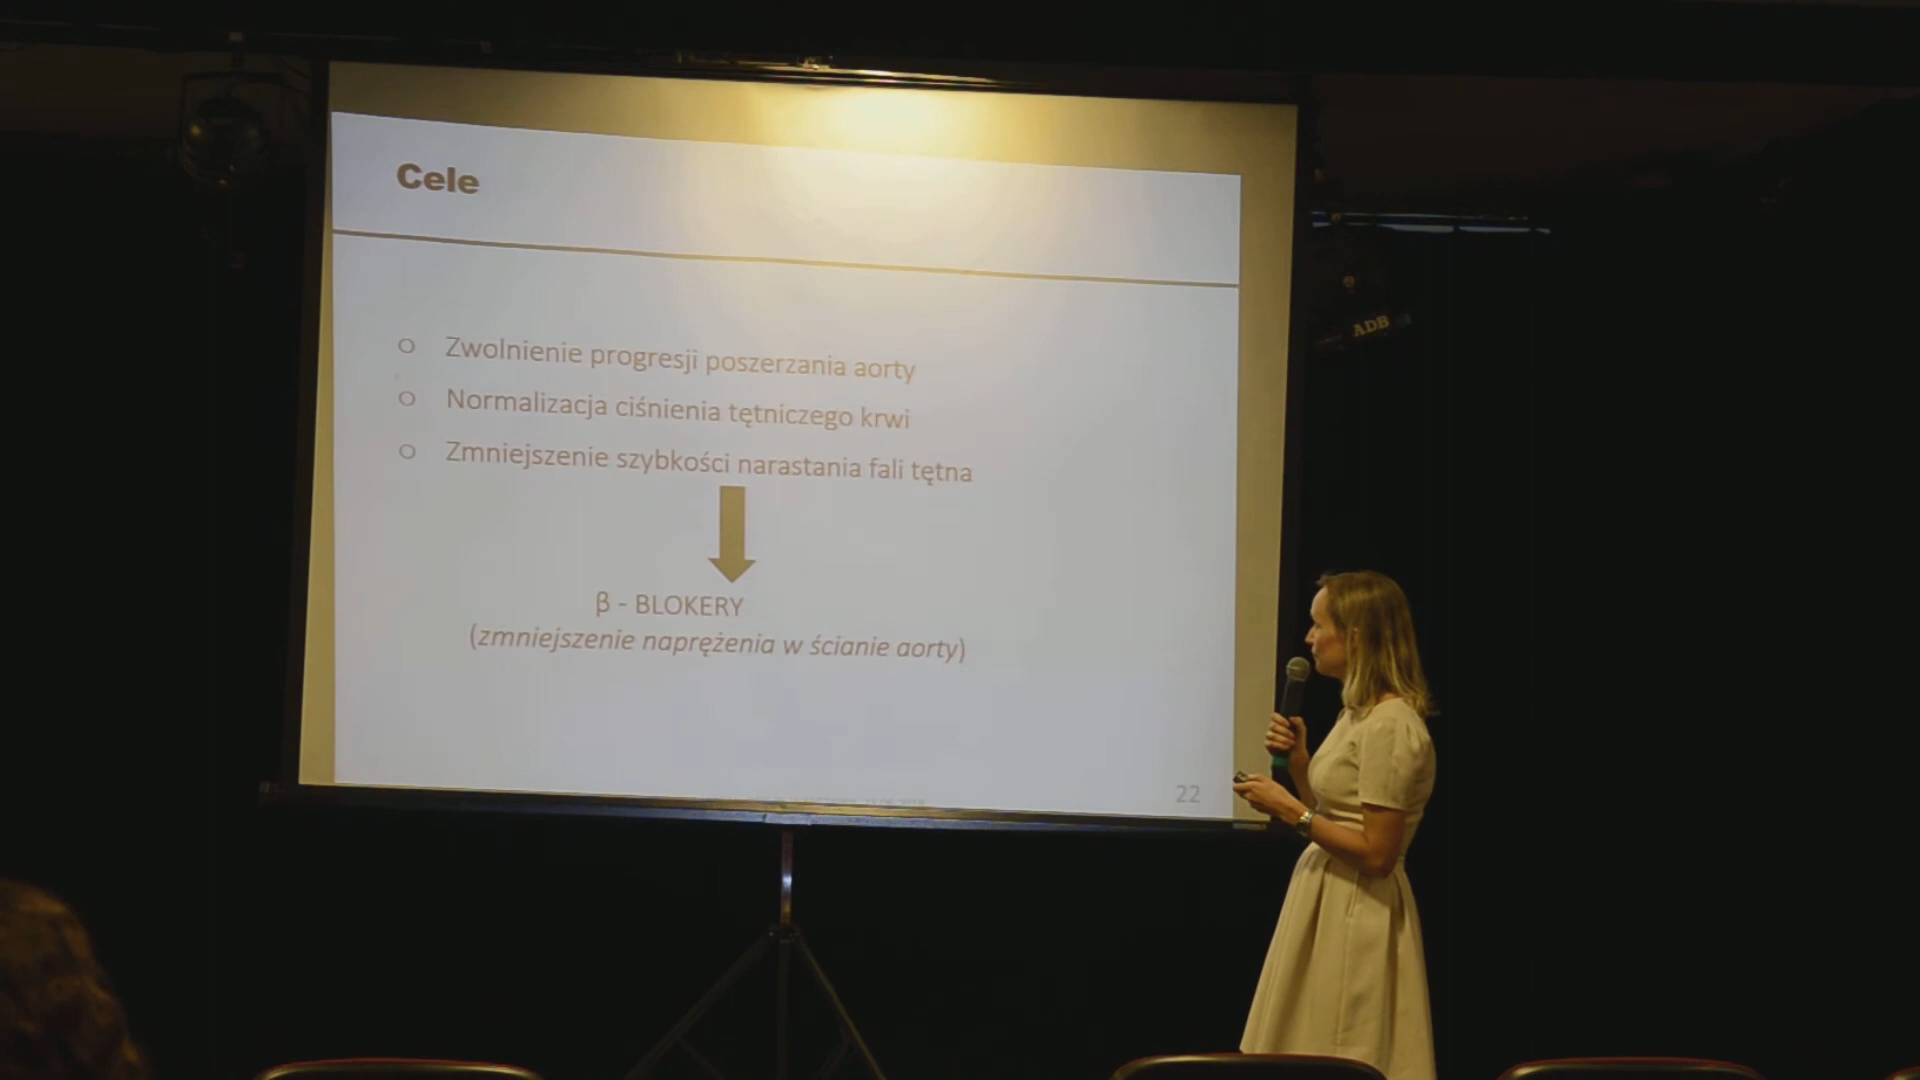 Cele
ADB
o Zwolnienie progresji poszerzania aorty
o Normalizacja ciśnienia tętniczego krwi
o Zmniejszenie szybkości narastania fali tętna
β - BLOKERY
(zmniejszenie naprężenia w ścianie aorty)
22